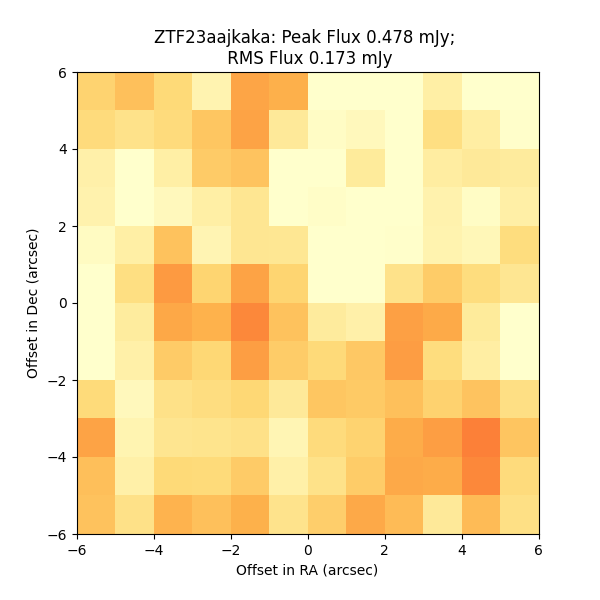 ZTF23aajkaka: Peak Flux 0.478 mJy;
RMS Flux 0.173 mJy
6
4
2
0
−2
−4
−6
Offset in Dec (arcsec)
−6 −4 −2 0 2 4 6
Offset in RA (arcsec)